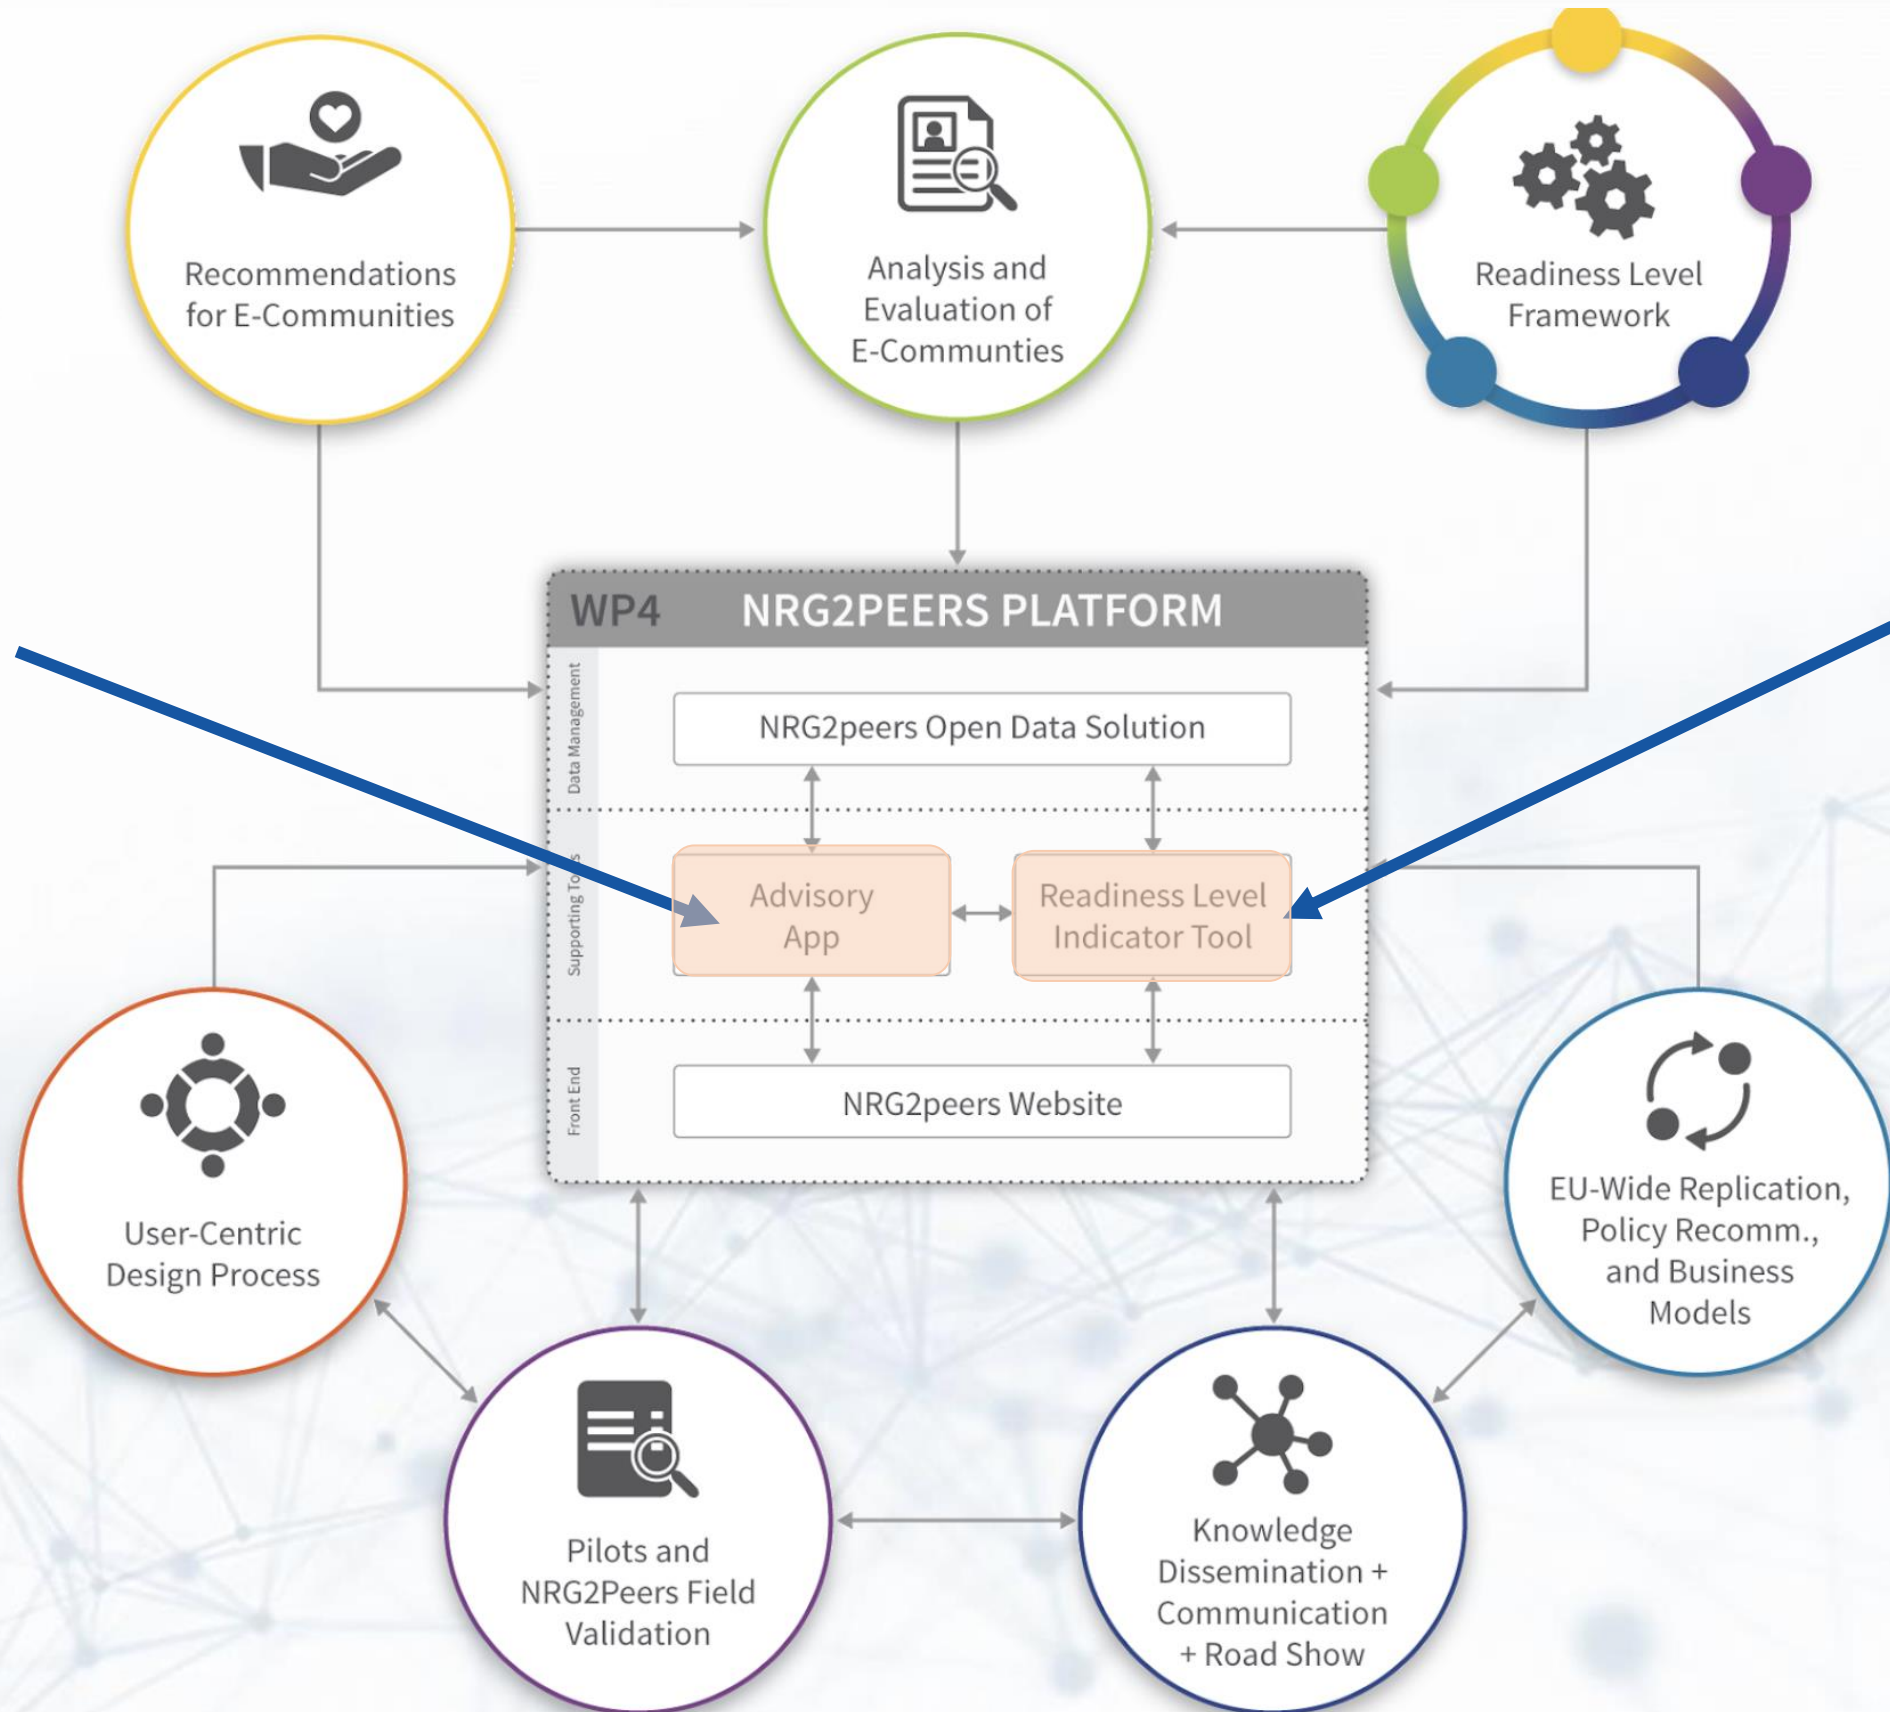 Recommendations
for E-Communities
Analysis and
Evaluation of
E-Communties
Readiness Level
Framework
WP4 NRG2PEERS PLATFORM
Data Management
NRG2peers Open Data Solution
Supporting Tools
Advisory
App
Readiness Level
Indicator Tool
Front End
NRG2peers Website
User-Centric
Design Process
EU-Wide Replication,
Policy Recomm.,
and Business
Models
Pilots and
NRG2Peers Field
Validation
Knowledge
Dissemination +
Communication
+ Road Show